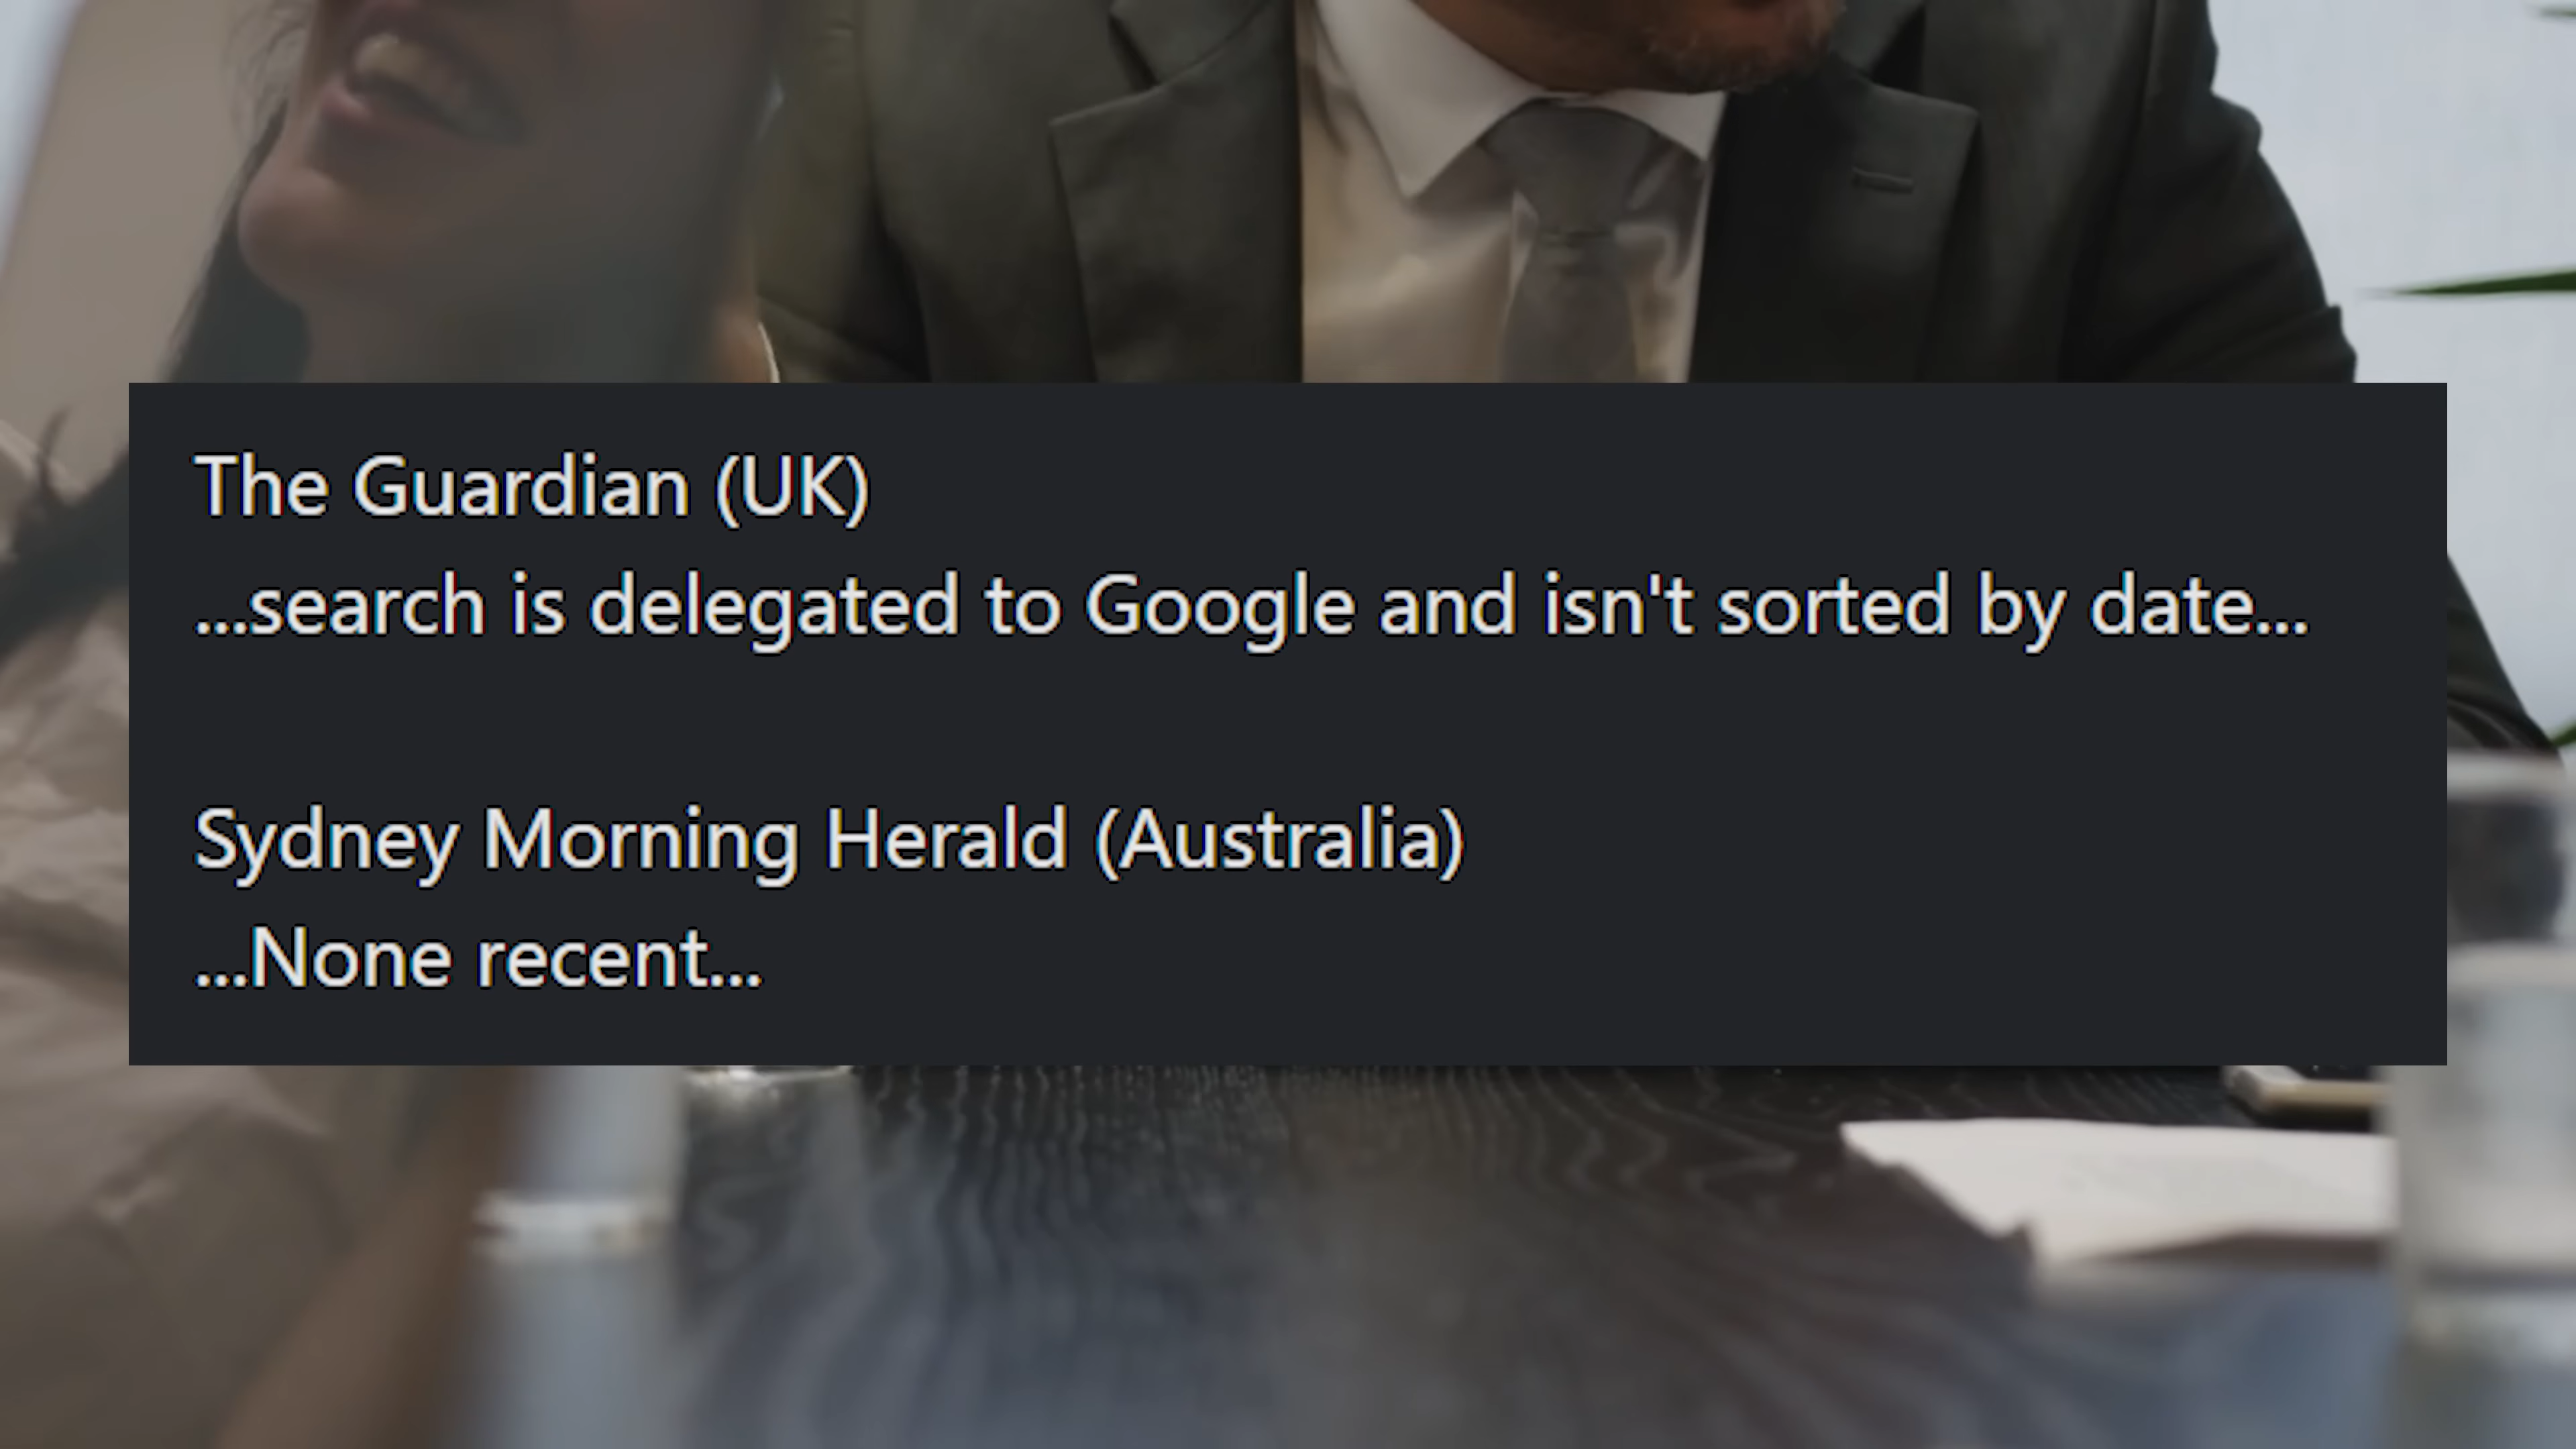 The Guardian (UK)
...search is delegated to Google and isn't sorted by date...
Sydney Morning Herald (Australia)
...None recent...